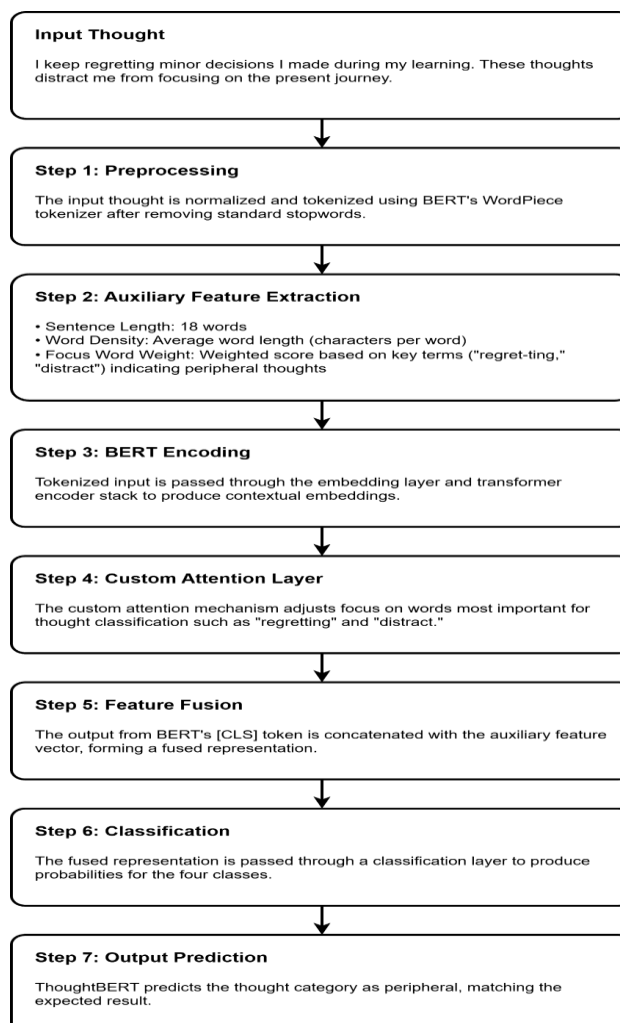 Input Thought
I keep regretting minor decisions I made during my learning. These thoughts
distract me from focusing on the present journey.
Step 1: Preprocessing
The input thought is normalized and tokenized using BERT's WordPiece
tokenizer after removing standard stopwords.
Step 2: Auxiliary Feature Extraction
• Sentence Length: 18 words
• Word Density: Average word length (characters per word)
• Focus Word Weight: Weighted score based on key terms ("regret-ting,"
"distract") indicating peripheral thoughts
Step 3: BERT Encoding
Tokenized input is passed through the embedding layer and transformer
encoder stack to produce contextual embeddings.
Step 4: Custom Attention Layer
The custom attention mechanism adjusts focus on words most important for
thought classification such as "regretting" and "distract."
Step 5: Feature Fusion
The output from BERT's [CLS] token is concatenated with the auxiliary feature
vector, forming a fused representation.
Step 6: Classification
The fused representation is passed through a classification layer to produce
probabilities for the four classes.
Step 7: Output Prediction
ThoughtBERT predicts the thought category as peripheral, matching the
expected result.